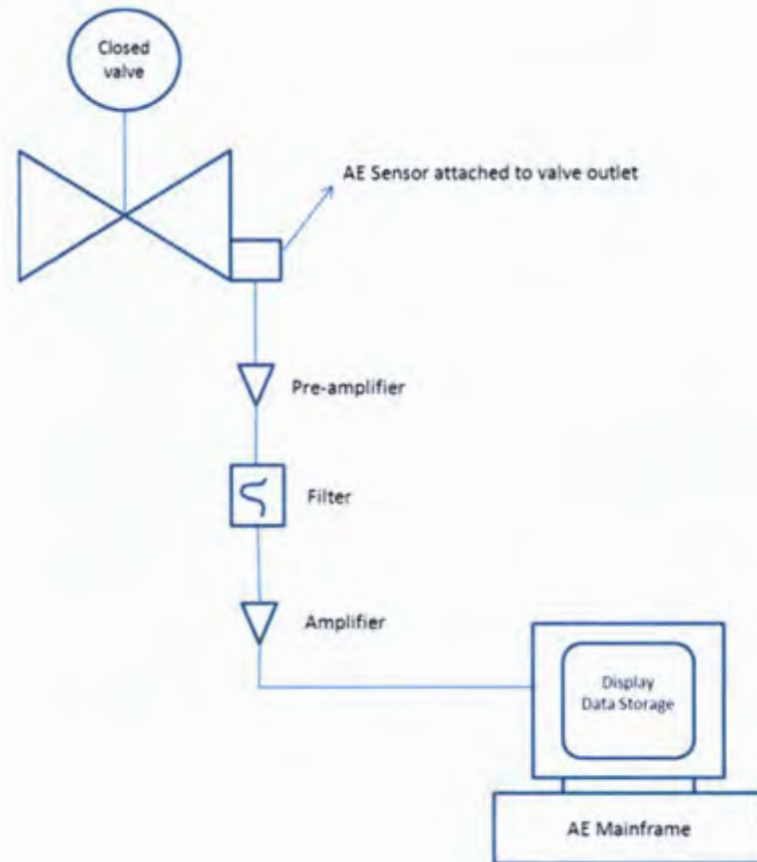 Closed
valve
AE Sensor attached to valve outlet
Pre-amplifier
Filter
Amplifier
Display
Data Storage
AE Mainframe